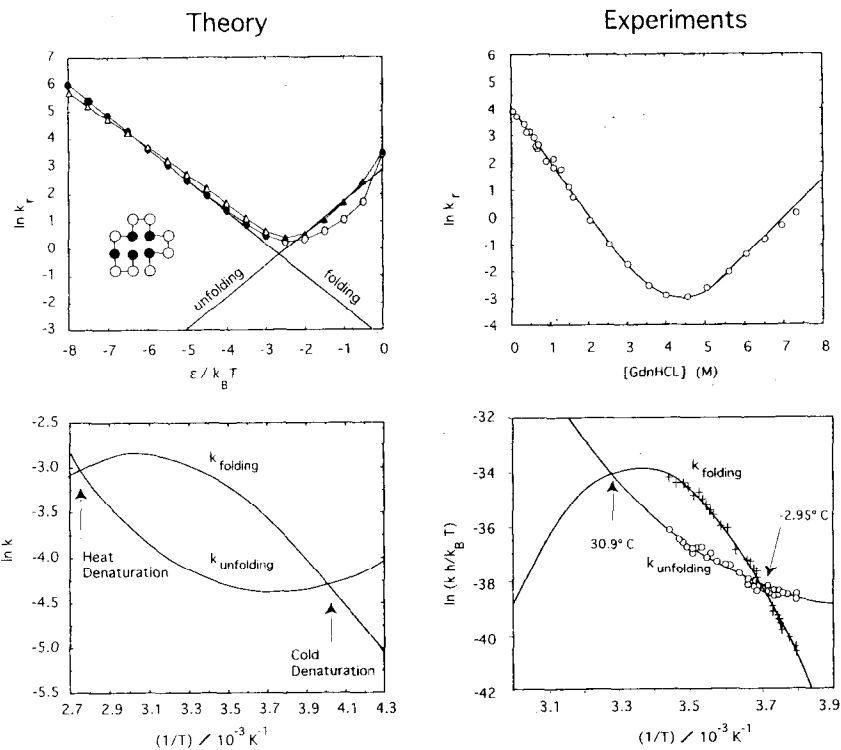 Theory
Experiments
7
6
5
4
3
2
1
0
-1
-2
-3
ln k r
-8 -7 -6 -5 -4 -3 -2 -1 0
ε / k B T
unfolding
folding
6
5
4
3
2
1
0
-1
-2
-3
-4
ln k r
0 1 2 3 4 5 6 7 8
[GdnHCL] (M)
-2.5
-3.0
-3.5
-4.0
-4.5
-5.0
-5.5
ln k
k folding
k unfolding
Heat
Denaturation
Cold
Denaturation
2.7 2.9 3.1 3.3 3.5 3.7 3.9 4.1 4.3
(1/T) / 10⁻³ K⁻¹
-32
-34
-36
-38
-40
-42
ln (k h/k B T)
k folding
-2.95° C
30.9° C
k unfolding
3.1 3.3 3.5 3.7 3.9
(1/T) / 10⁻³ K⁻¹